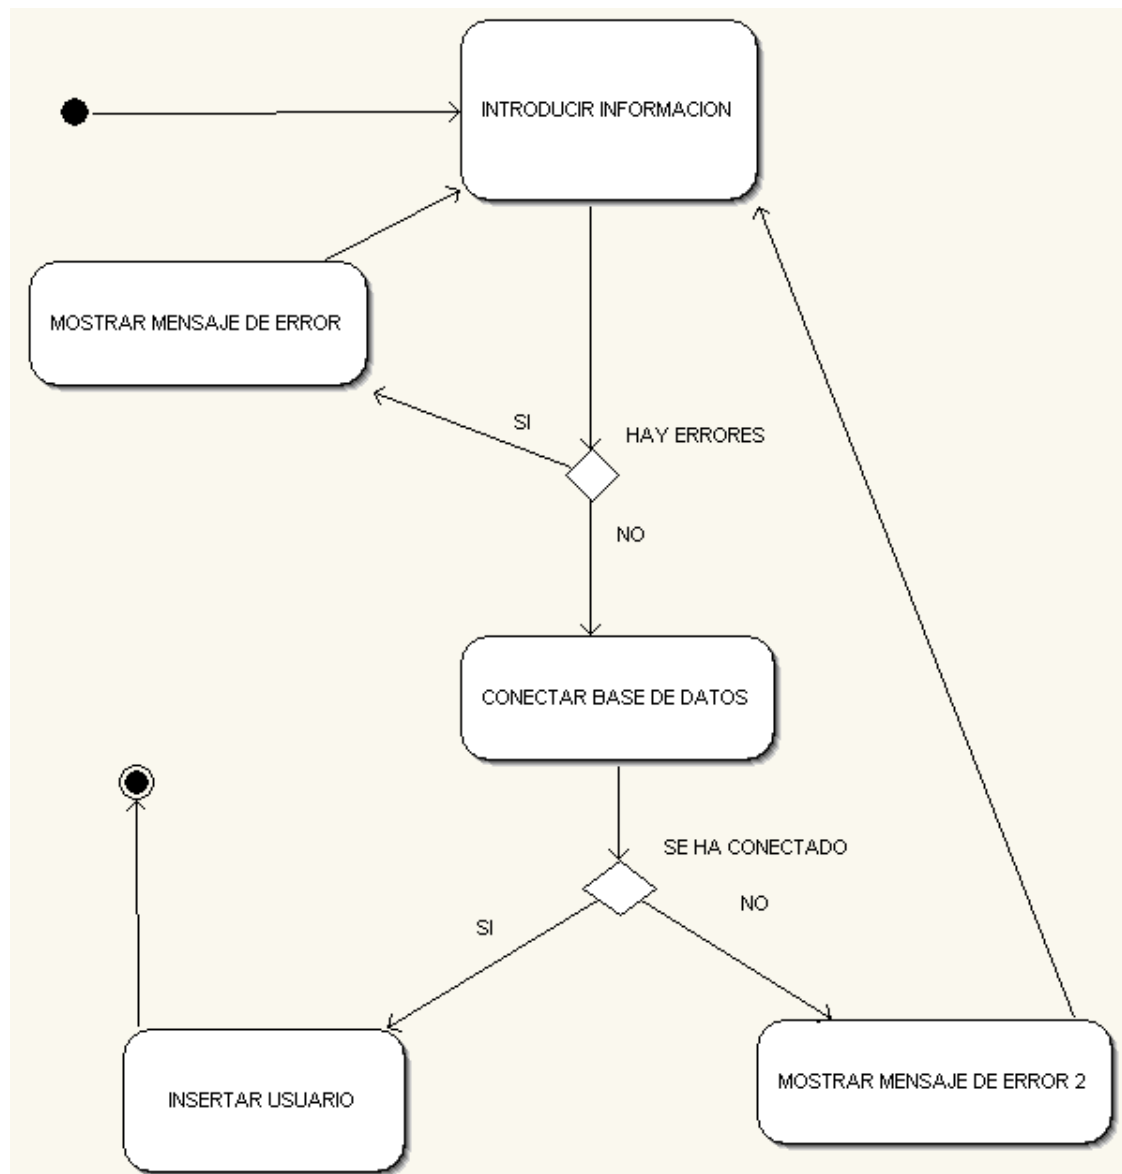 INTRODUCIR INFORMACION
MOSTRAR MENSAJE DE ERROR
SI
HAY ERRORES
NO
CONECTAR BASE DE DATOS
SE HA CONECTADO
SI
NO
INSERTAR USUARIO
MOSTRAR MENSAJE DE ERROR 2